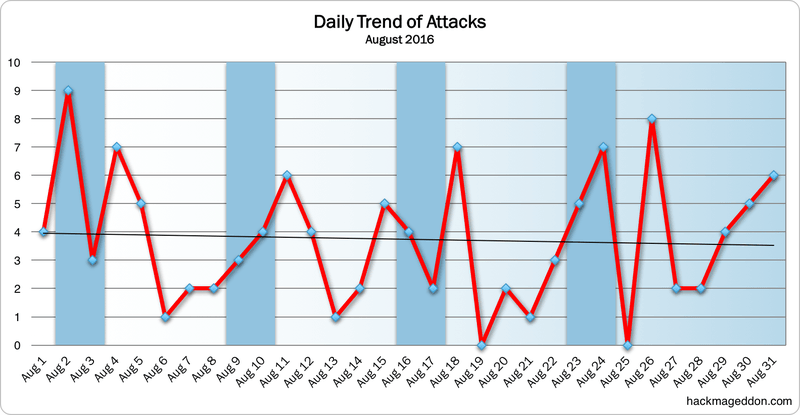 Daily Trend of Attacks
August 2016
10
9
8
7
6
5
4
3
2
1
0
Aug 1
Aug 2
Aug 3
Aug 4
Aug 5
Aug 6
Aug 7
Aug 8
Aug 9
Aug 10
Aug 11
Aug 12
Aug 13
Aug 14
Aug 15
Aug 16
Aug 17
Aug 18
Aug 19
Aug 20
Aug 21
Aug 22
Aug 23
Aug 24
Aug 25
Aug 26
Aug 27
Aug 28
Aug 29
Aug 30
Aug 31
hackmageddon.com